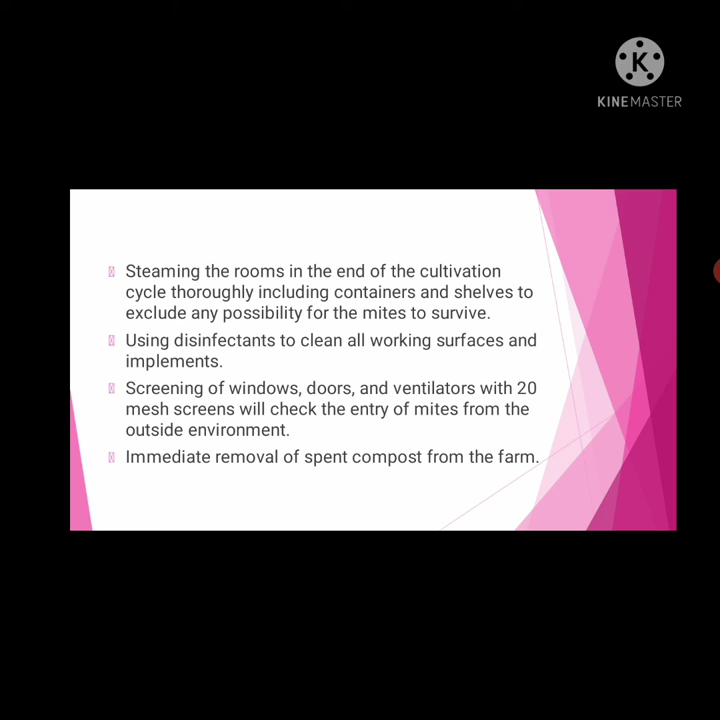 K
KINEMASTER
Steaming the rooms in the end of the cultivation
cycle thoroughly including containers and shelves to
exclude any possibility for the mites to survive.
Using disinfectants to clean all working surfaces and
implements.
Screening of windows, doors, and ventilators with 20
mesh screens will check the entry of mites from the
outside environment.
Immediate removal of spent compost from the farm.